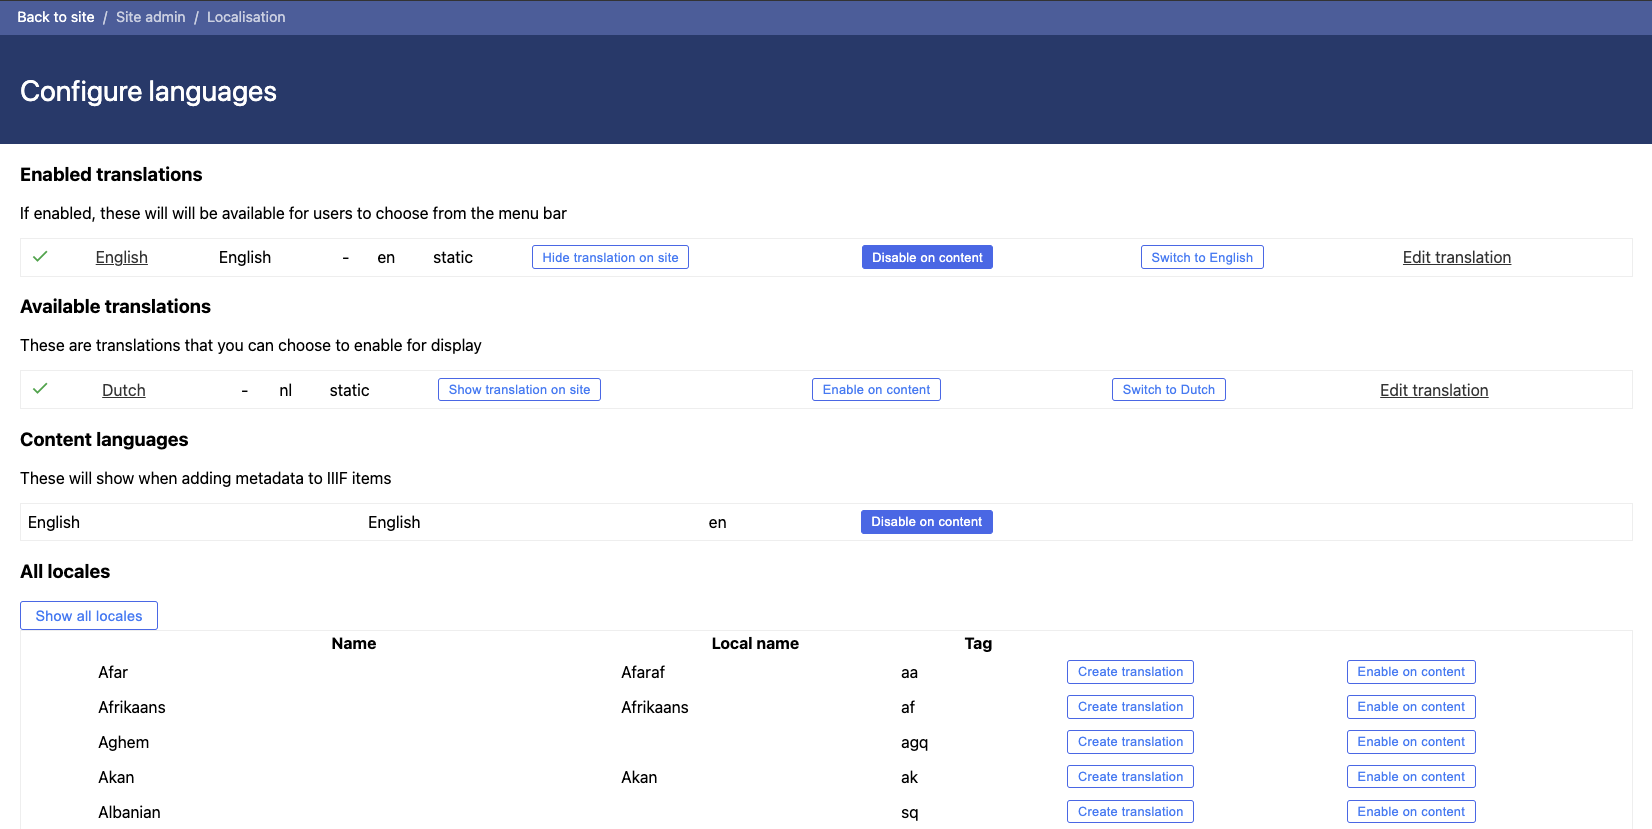 Back to site / Site admin / Localisation
Configure languages
Enabled translations
If enabled, these will will be available for users to choose from the menu bar
English English - en static Hide translation on site Disable on content Switch to English Edit translation
Available translations
These are translations that you can choose to enable for display
Dutch - nl static Show translation on site Enable on content Switch to Dutch Edit translation
Content languages
These will show when adding metadata to IIIF items
English English en Disable on content
All locales
Show all locales
Name Local name Tag
Afar Afaraf aa Create translation Enable on content
Afrikaans Afrikaans af Create translation Enable on content
Aghem agq Create translation Enable on content
Akan Akan ak Create translation Enable on content
Albanian sq Create translation Enable on content